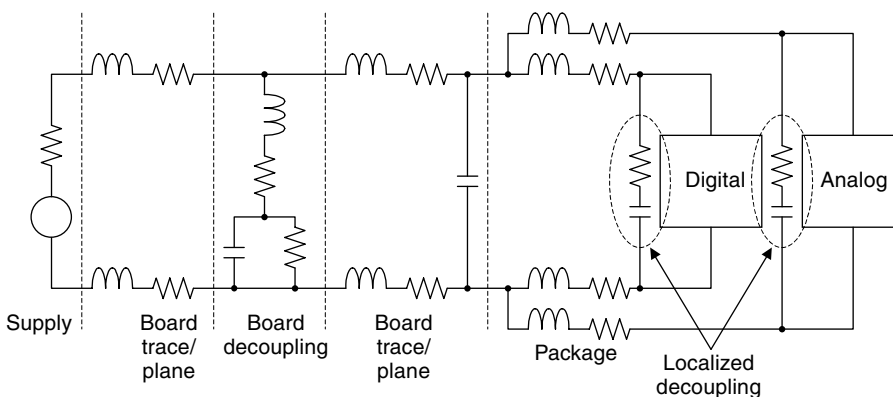 Digital
Analog
Supply
Board
trace/
plane
Board
decoupling
Board
trace/
plane
Package
Localized
decoupling